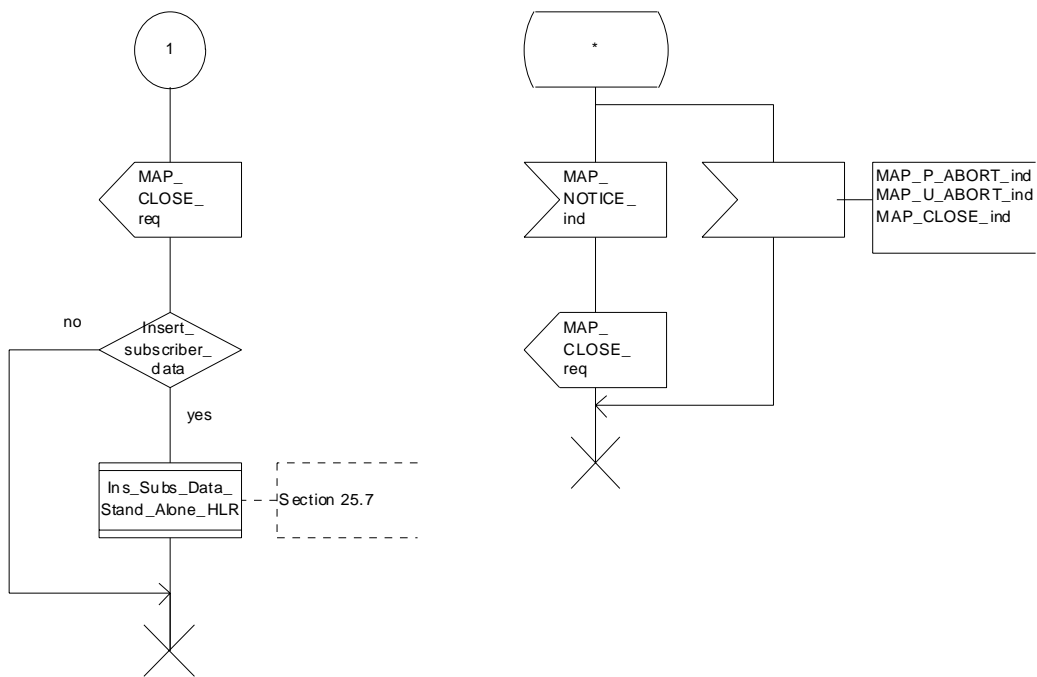 1
MAP_
CLOSE_
req
no
Insert_
subscriber_
data
yes
Ins_Subs_Data_
Stand_Alone_HLR
Section 25.7
*
MAP_
NOTICE_
ind
MAP_P_ABORT_ind
MAP_U_ABORT_ind
MAP_CLOSE_ind
MAP_
CLOSE_
req